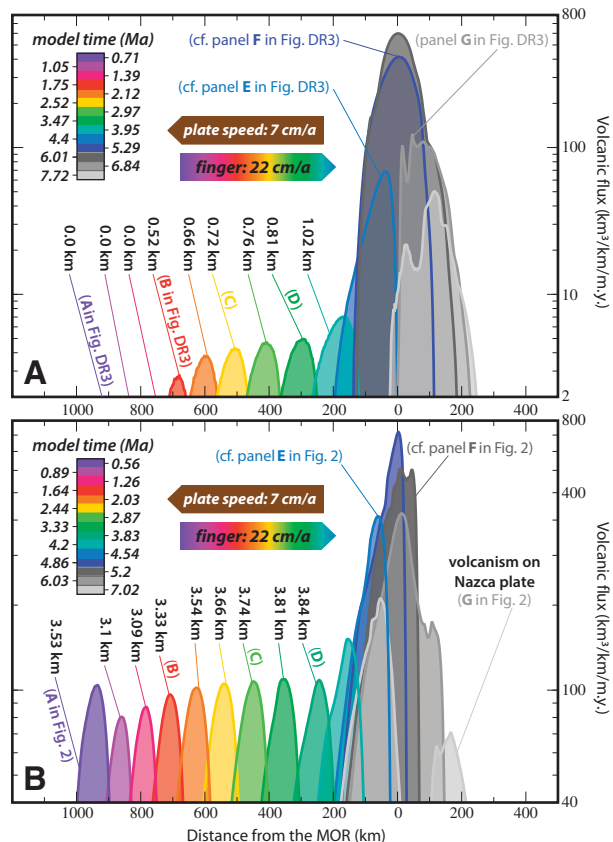 A
model time (Ma)
0.71
1.05
1.39
1.75
2.12
2.52
2.97
3.47
3.95
4.4
5.29
6.01
6.84
7.72
(cf. panel F in Fig. DR3)
(panel G in Fig. DR3)
(cf. panel E in Fig. DR3)
plate speed: 7 cm/a
finger: 22 cm/a
0.0 km
0.0 km
0.0 km
0.52 km
0.66 km
0.72 km
0.76 km
0.81 km
1.02 km
(A in Fig. DR3)
(B in Fig. DR3)
(C)
(D)
800
100
10
2
Volcanic flux (km³/km/m.y.)
1000
800
600
400
200
0
200
400
B
model time (Ma)
0.56
0.89
1.26
1.64
2.03
2.44
2.87
3.33
3.83
4.2
4.54
4.86
5.2
6.03
7.02
(cf. panel E in Fig. 2)
(cf. panel F in Fig. 2)
plate speed: 7 cm/a
finger: 22 cm/a
volcanism on
Nazca plate
(G in Fig. 2)
3.53 km
3.1 km
3.09 km
3.33 km
3.54 km
3.66 km
3.74 km
3.81 km
3.84 km
(A in Fig. 2)
(B)
(C)
(D)
800
400
100
40
Volcanic flux (km³/km/m.y.)
1000
800
600
400
200
0
200
400
Distance from the MOR (km)